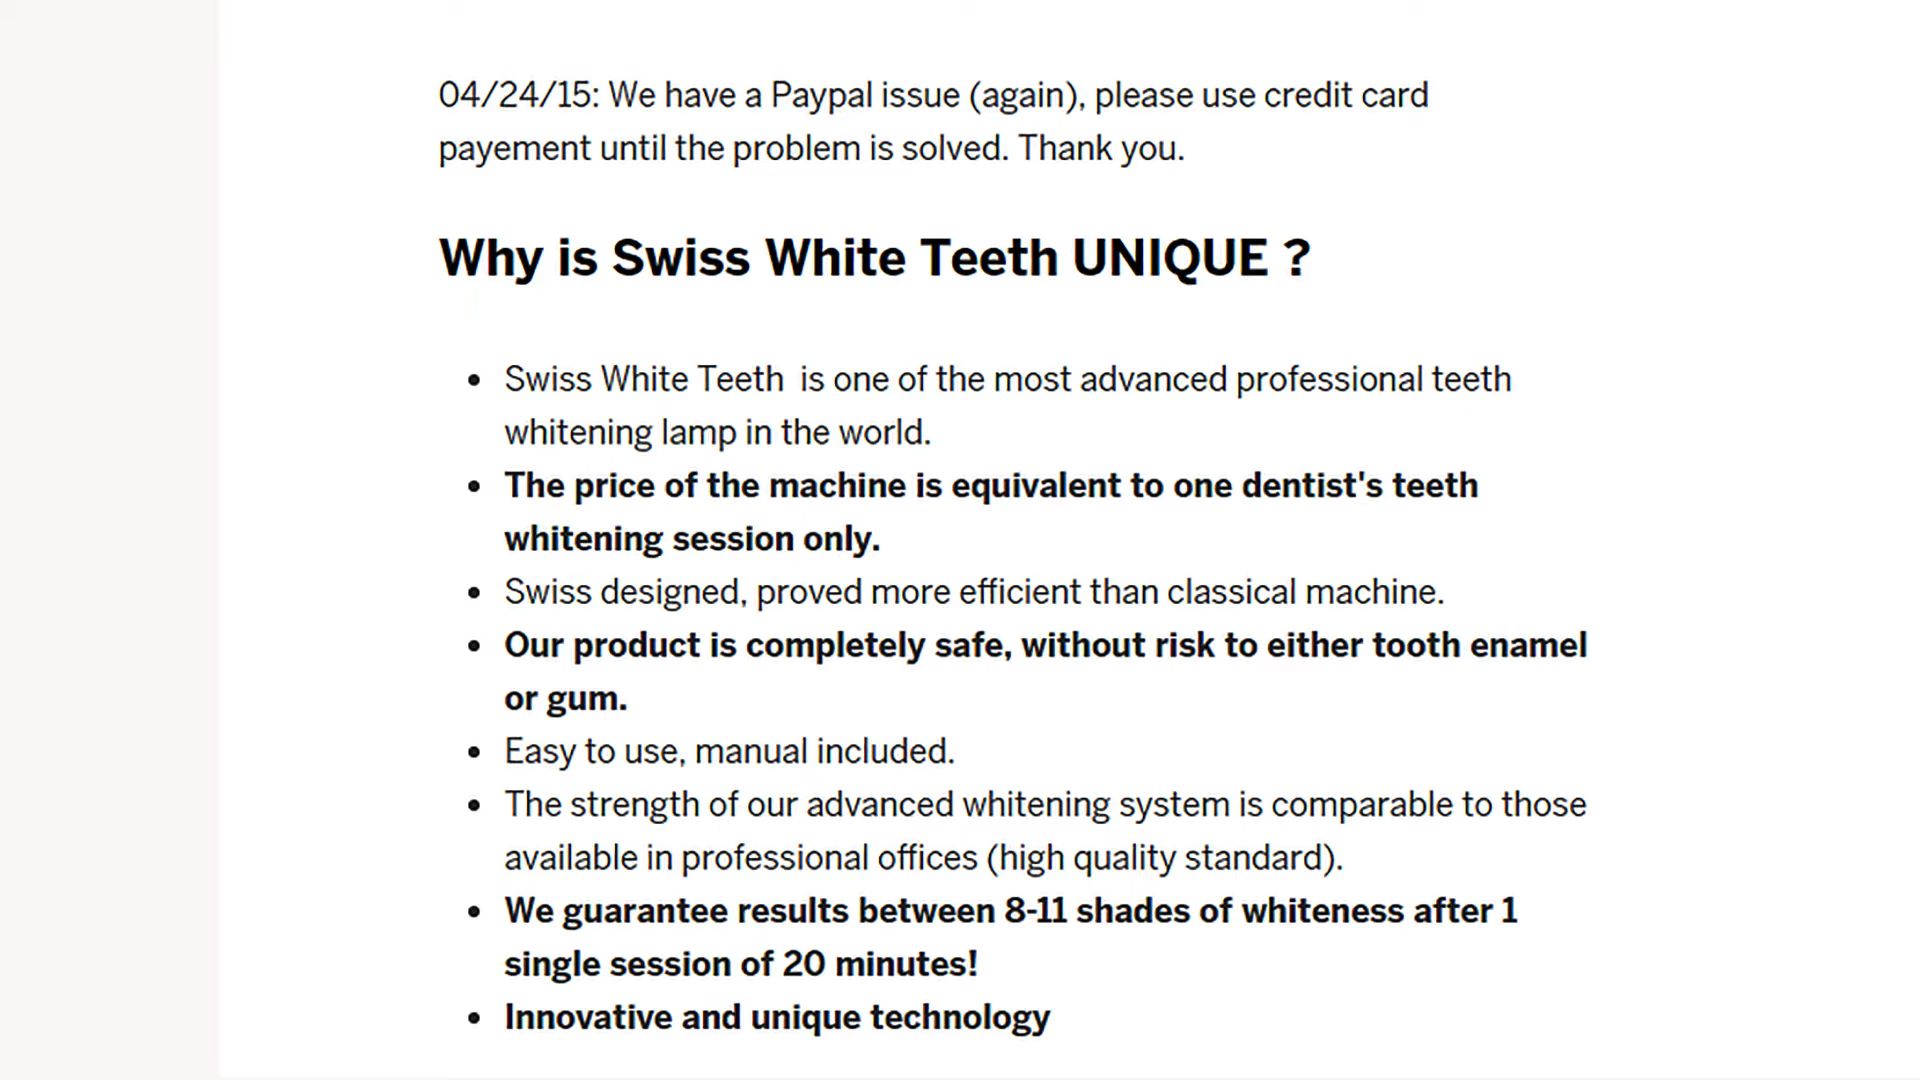 04/24/15: We have a Paypal issue (again), please use credit card
payement until the problem is solved. Thank you.
Why is Swiss White Teeth UNIQUE ?
• Swiss White Teeth  is one of the most advanced professional teeth
whitening lamp in the world.
• The price of the machine is equivalent to one dentist's teeth
whitening session only.
• Swiss designed, proved more efficient than classical machine.
• Our product is completely safe, without risk to either tooth enamel
or gum.
• Easy to use, manual included.
• The strength of our advanced whitening system is comparable to those
available in professional offices (high quality standard).
• We guarantee results between 8-11 shades of whiteness after 1
single session of 20 minutes!
• Innovative and unique technology